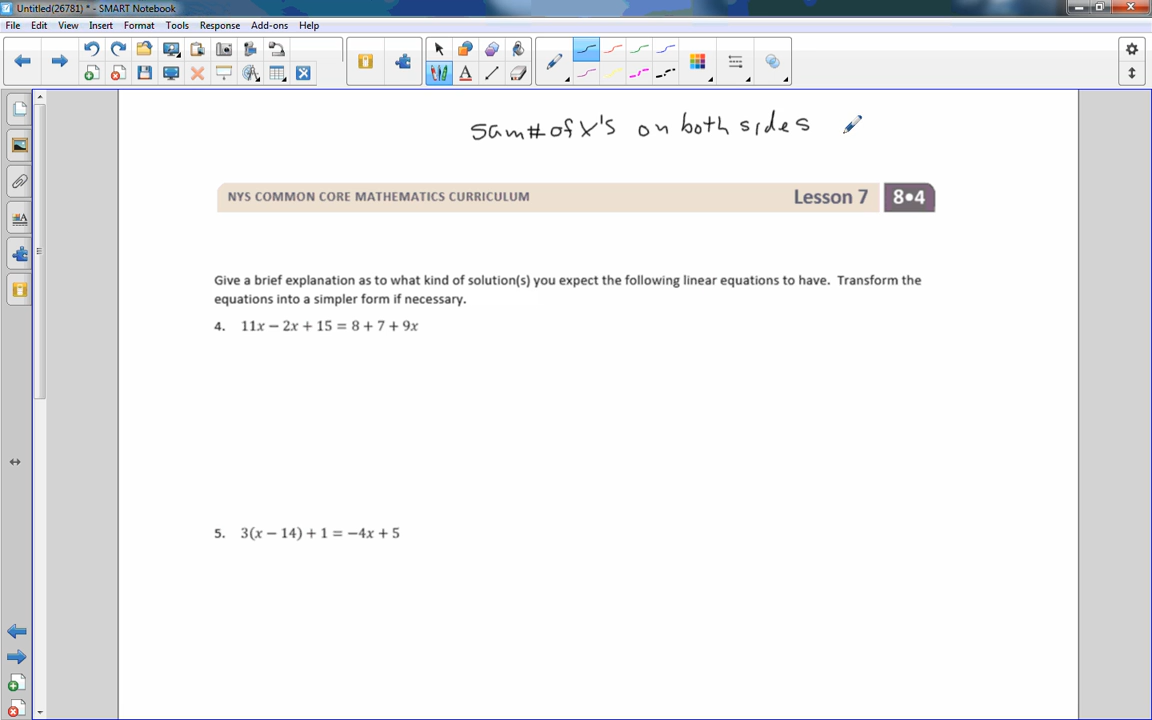 Untitled(26781) * - SMART Notebook
File Edit View Insert Format Tools Response Add-ons Help
sam# of x's on both sides
NYS COMMON CORE MATHEMATICS CURRICULUM Lesson 7 8•4
Give a brief explanation as to what kind of solution(s) you expect the following linear equations to have. Transform the
equations into a simpler form if necessary.
4. 11x − 2x + 15 = 8 + 7 + 9x
5. 3(x − 14) + 1 = −4x + 5